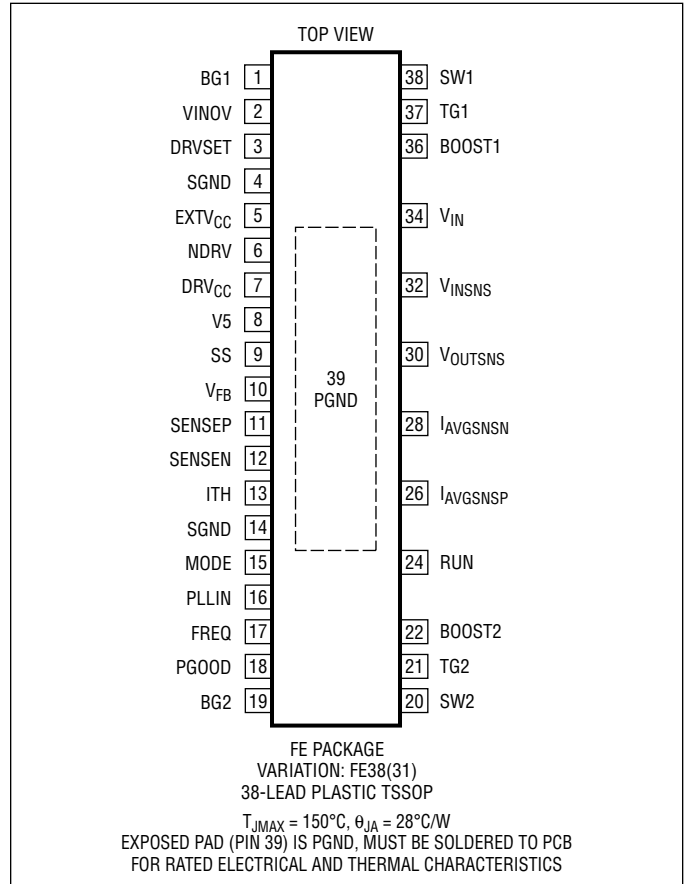 TOP VIEW
BG1 1
VINOV 2
DRVSET 3
SGND 4
EXTVCC 5
NDRV 6
DRVCC 7
V5 8
SS 9
VFB 10
SENSEP 11
SENSEN 12
ITH 13
SGND 14
MODE 15
PLLIN 16
FREQ 17
PGOOD 18
BG2 19
39
PGND
38 SW1
37 TG1
36 BOOST1
34 VIN
32 VINSNS
30 VOUTSNS
28 IAVGSNSN
26 IAVGSNSP
24 RUN
22 BOOST2
21 TG2
20 SW2
FE PACKAGE
VARIATION: FE38(31)
38-LEAD PLASTIC TSSOP
TJMAX = 150°C, θJA = 28°C/W
EXPOSED PAD (PIN 39) IS PGND, MUST BE SOLDERED TO PCB
FOR RATED ELECTRICAL AND THERMAL CHARACTERISTICS